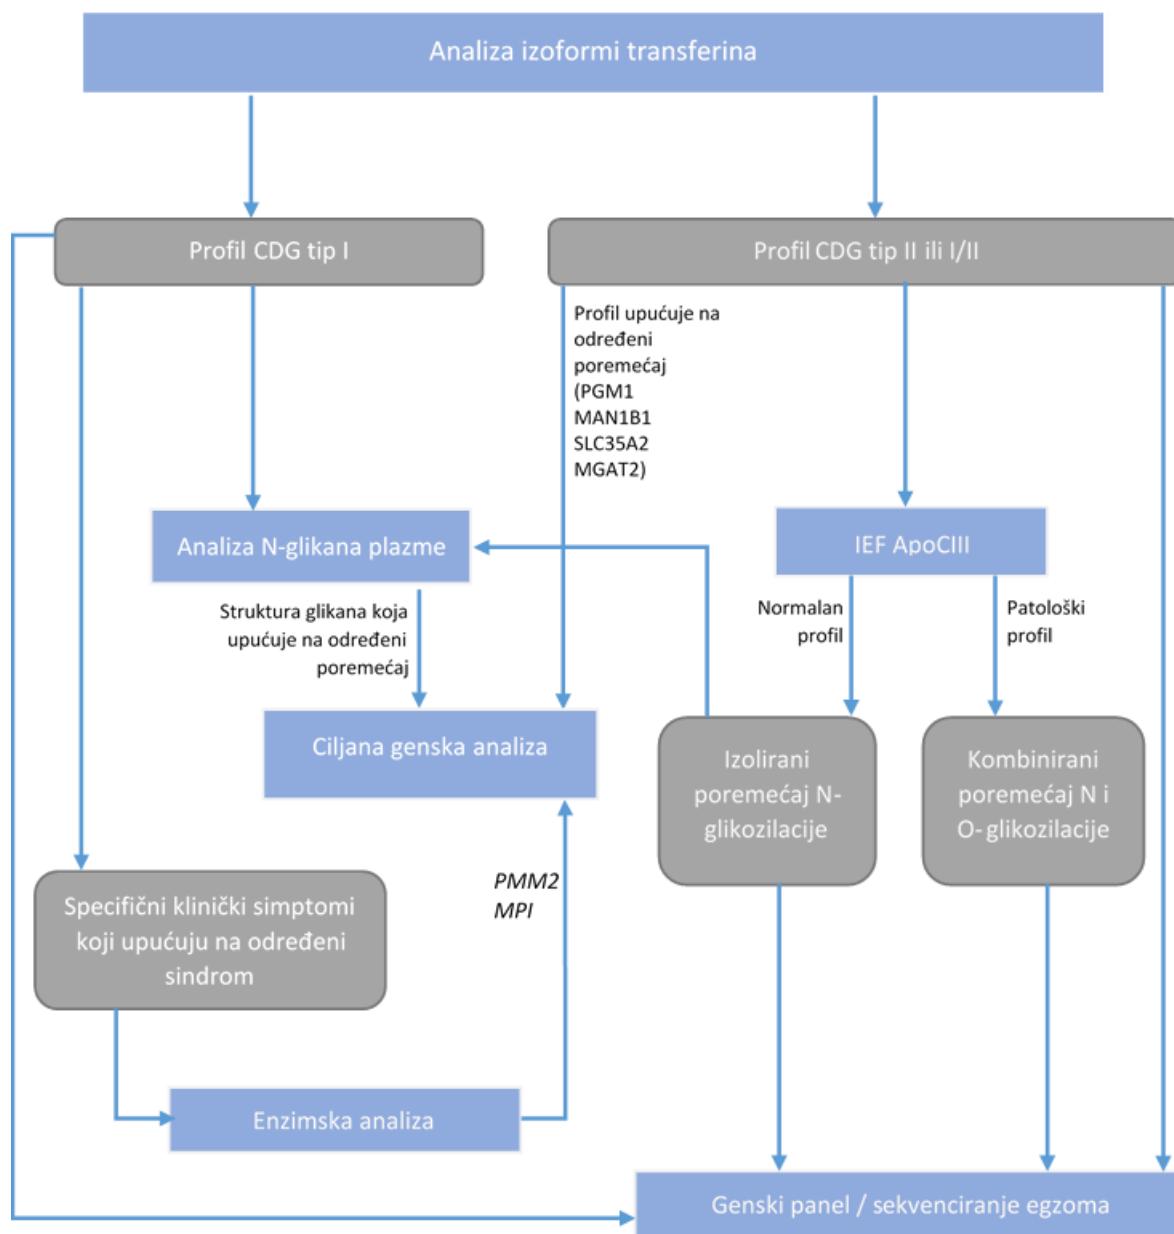 Analiza izoformi transferina
Profil CDG tip I
Profil CDG tip II ili I/II
Profil upućuje na
određeni
poremećaj
(PGM1
MAN1B1
SLC35A2
MGAT2)
Analiza N-glikana plazme
IEF ApoCIII
Struktura glikana koja
upućuje na određeni
poremećaj
Normalan
profil
Patološki
profil
Ciljana genska analiza
Izolirani
poremećaj N-
glikozilacije
Kombinirani
poremećaj N i
O-glikozilacije
PMM2
MPI
Specifični klinički simptomi
koji upućuju na određeni
sindrom
Enzimska analiza
Genski panel / sekvenciranje egzoma